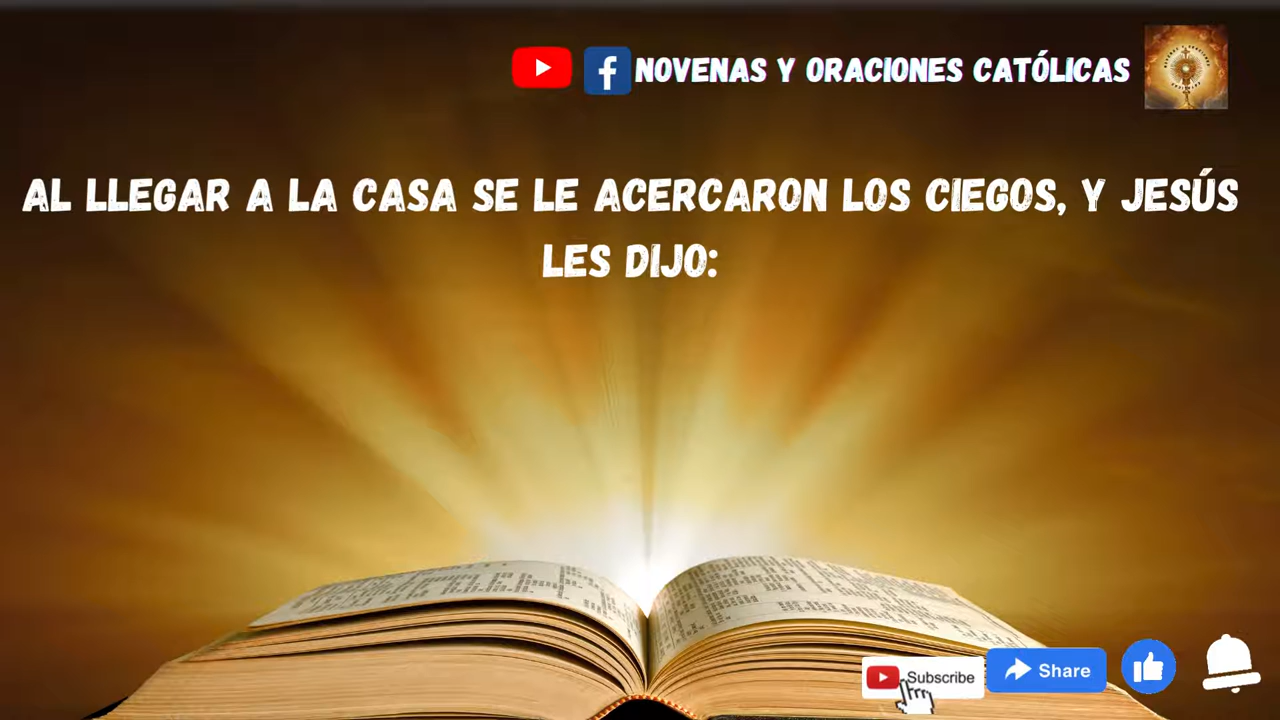 NOVENAS Y ORACIONES CATÓLICAS
AL LLEGAR A LA CASA SE LE ACERCARON LOS CIEGOS, Y JESÚS
LES DIJO:
Subscribe
Share